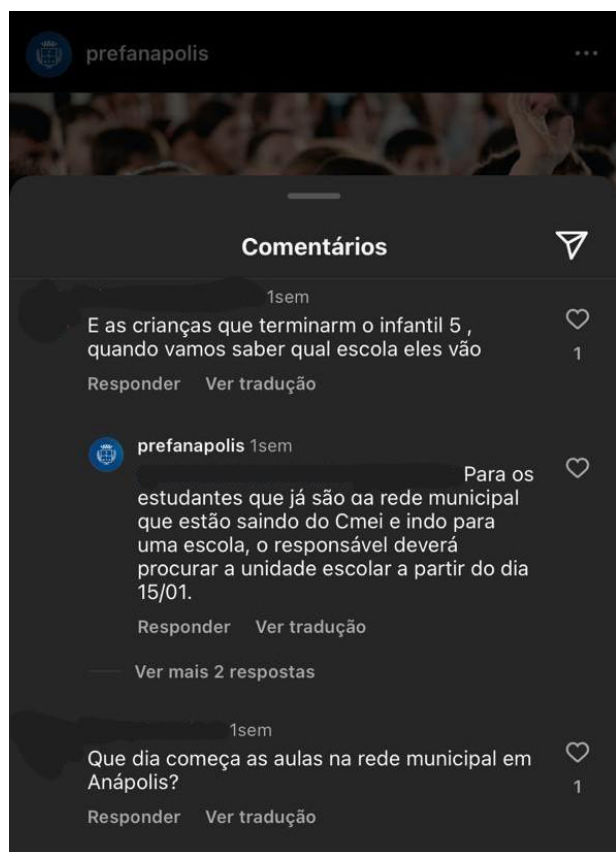 prefanapolis
Comentários
1sem
E as crianças que terminarm o infantil 5 ,
quando vamos saber qual escola eles vão
1
Responder Ver tradução
prefanapolis 1sem
Para os
estudantes que já são da rede municipal
que estão saindo do Cmei e indo para
uma escola, o responsável deverá
procurar a unidade escolar a partir do dia
15/01.
Responder Ver tradução
Ver mais 2 respostas
1sem
Que dia começa as aulas na rede municipal em
Anápolis?
1
Responder Ver tradução